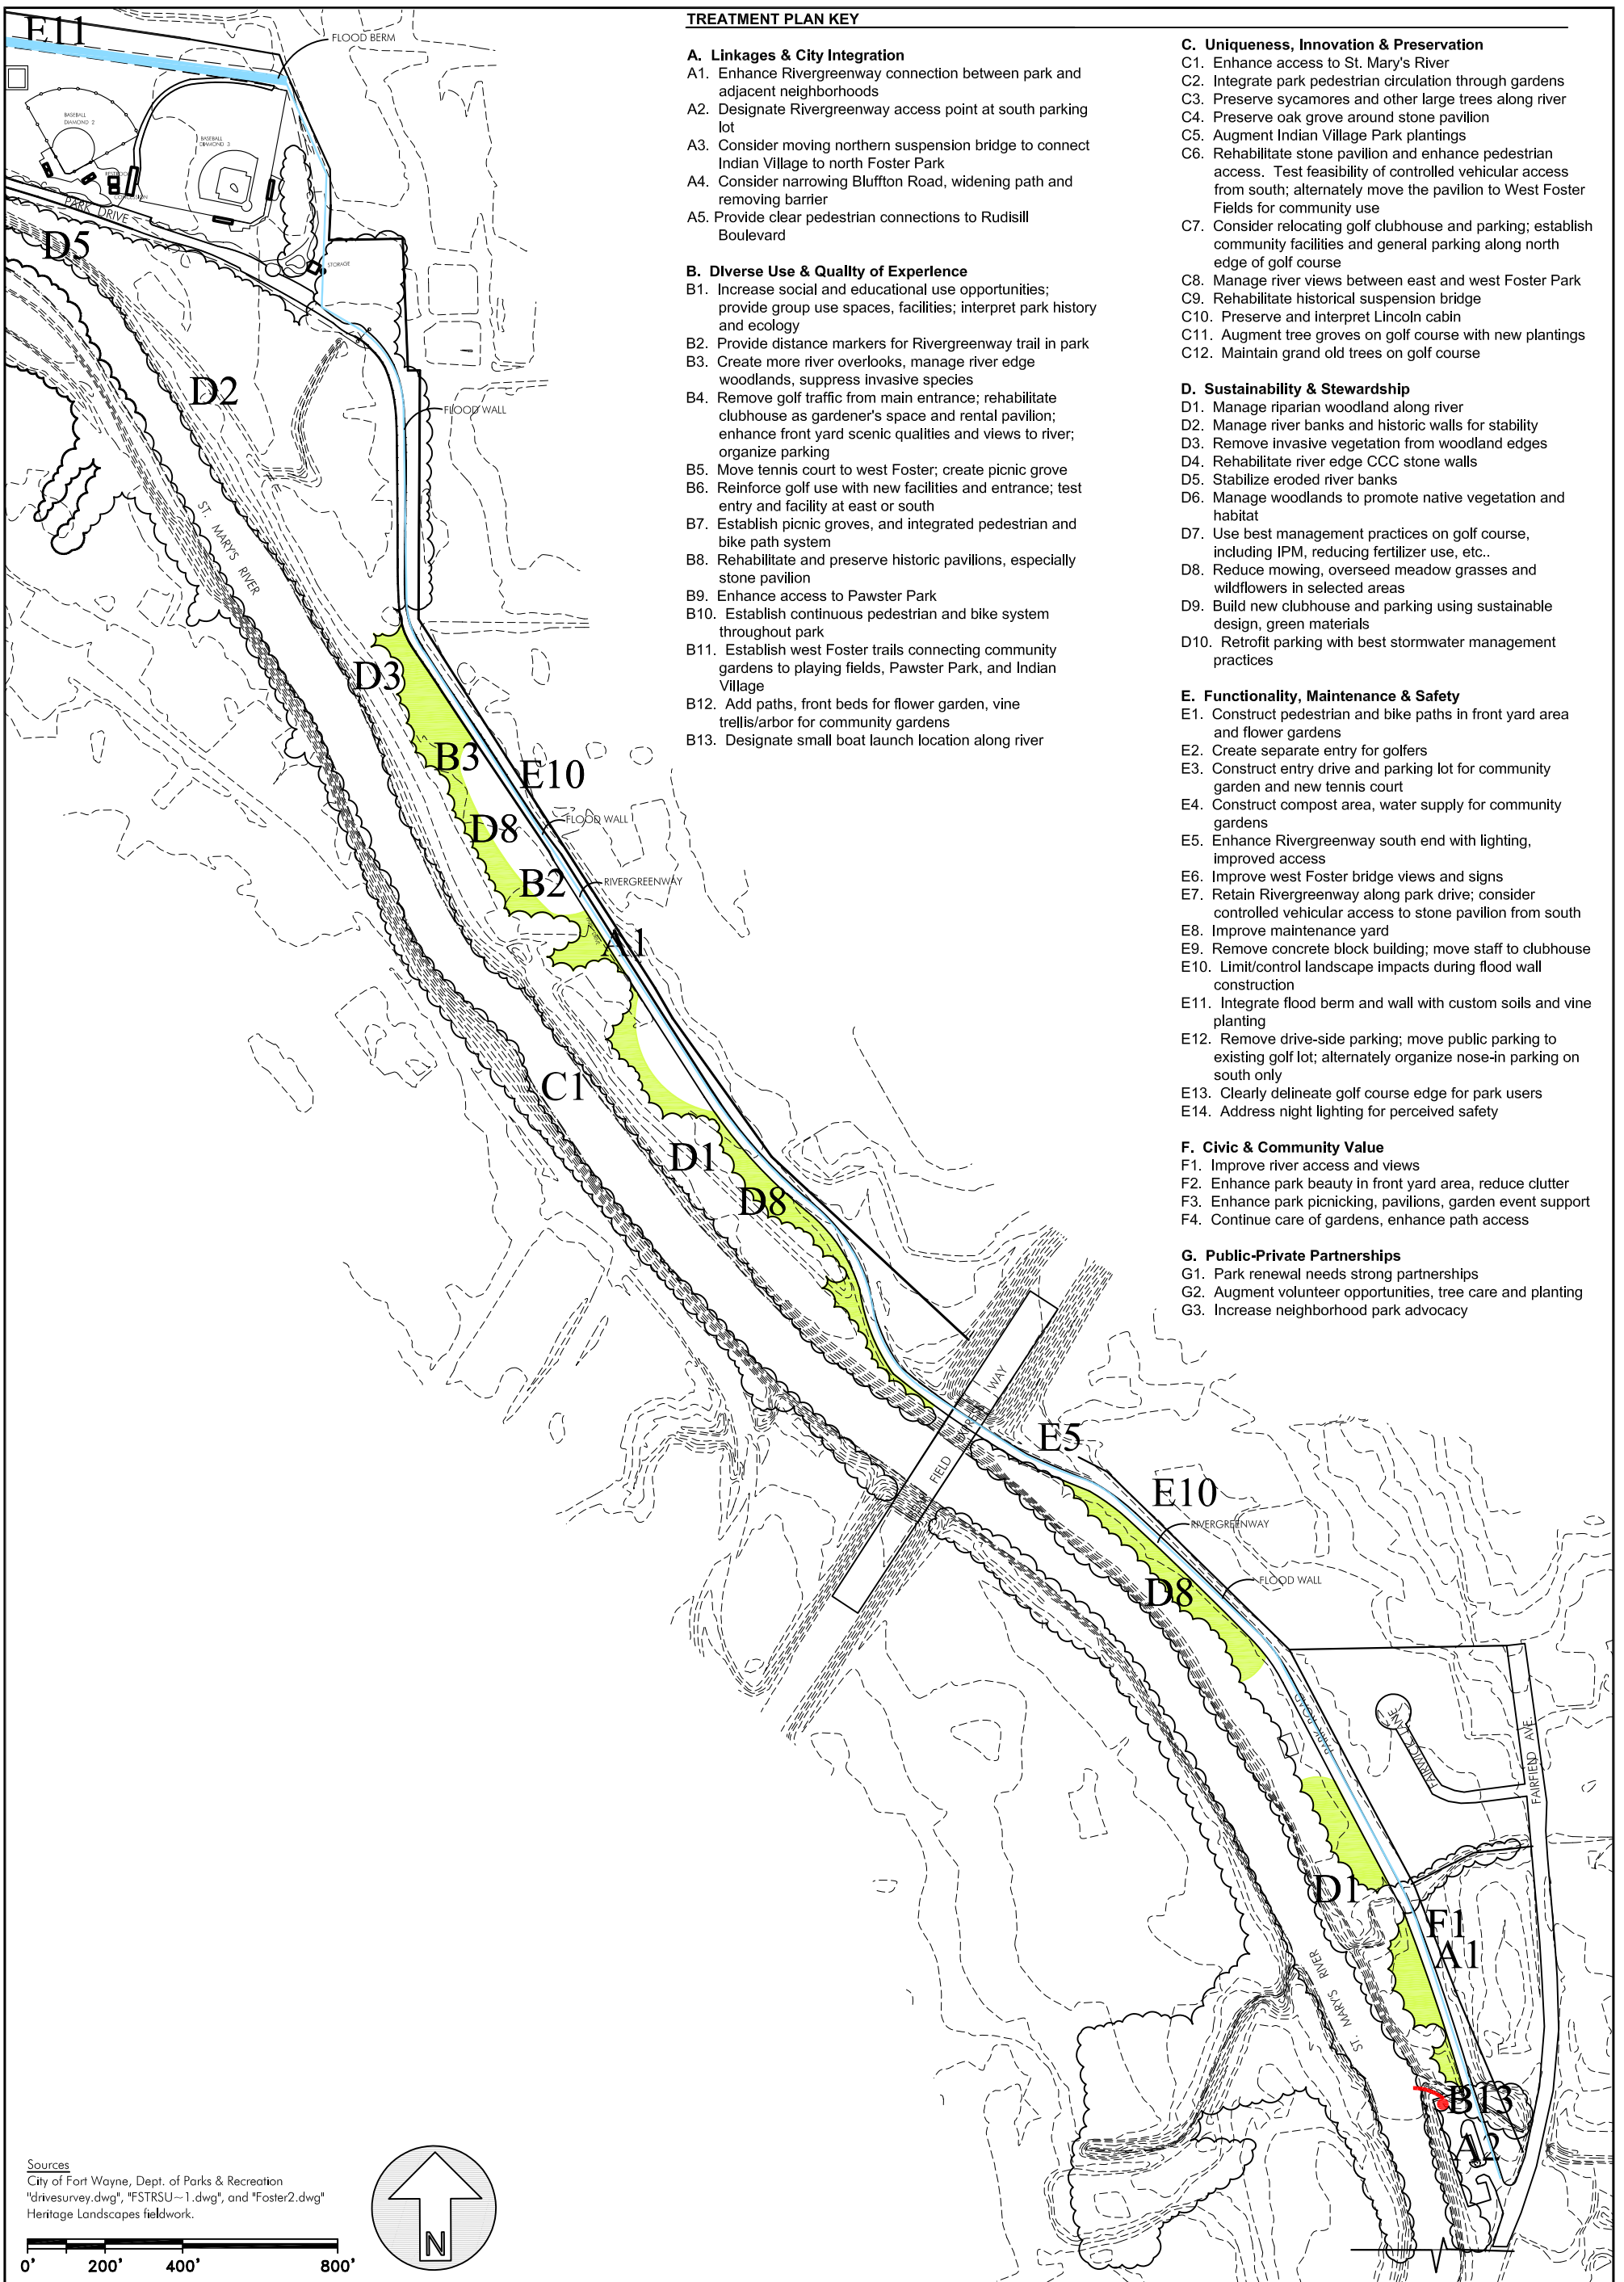 TREATMENT PLAN KEY
A. Linkages & City Integration
A1. Enhance Rivergreenway connection between park and
adjacent neighborhoods
A2. Designate Rivergreenway access point at south parking
lot
A3. Consider moving northern suspension bridge to connect
Indian Village to north Foster Park
A4. Consider narrowing Bluffton Road, widening path and
removing barrier
A5. Provide clear pedestrian connections to Rudisill
Boulevard
B. Diverse Use & Quality of Experience
B1. Increase social and educational use opportunities;
provide group use spaces, facilities; interpret park history
and ecology
B2. Provide distance markers for Rivergreenway trail in park
B3. Create more river overlooks, manage river edge
woodlands, suppress invasive species
B4. Remove golf traffic from main entrance; rehabilitate
clubhouse as gardener's space and rental pavilion;
enhance front yard scenic qualities and views to river;
organize parking
B5. Move tennis court to west Foster; create picnic grove
B6. Reinforce golf use with new facilities and entrance; test
entry and facility at east or south
B7. Establish picnic groves, and integrated pedestrian and
bike path system
B8. Rehabilitate and preserve historic pavilions, especially
stone pavilion
B9. Enhance access to Pawster Park
B10. Establish continuous pedestrian and bike system
throughout park
B11. Establish west Foster trails connecting community
gardens to playing fields, Pawster Park, and Indian
Village
B12. Add paths, front beds for flower garden, vine
trellis/arbor for community gardens
B13. Designate small boat launch location along river
C. Uniqueness, Innovation & Preservation
C1. Enhance access to St. Mary's River
C2. Integrate park pedestrian circulation through gardens
C3. Preserve sycamores and other large trees along river
C4. Preserve oak grove around stone pavilion
C5. Augment Indian Village Park plantings
C6. Rehabilitate stone pavilion and enhance pedestrian
access. Test feasibility of controlled vehicular access
from south; alternately move the pavilion to West Foster
Fields for community use
C7. Consider relocating golf clubhouse and parking; establish
community facilities and general parking along north
edge of golf course
C8. Manage river views between east and west Foster Park
C9. Rehabilitate historical suspension bridge
C10. Preserve and interpret Lincoln cabin
C11. Augment tree groves on golf course with new plantings
C12. Maintain grand old trees on golf course
D. Sustainability & Stewardship
D1. Manage riparian woodland along river
D2. Manage river banks and historic walls for stability
D3. Remove invasive vegetation from woodland edges
D4. Rehabilitate river edge CCC stone walls
D5. Stabilize eroded river banks
D6. Manage woodlands to promote native vegetation and
habitat
D7. Use best management practices on golf course,
including IPM, reducing fertilizer use, etc..
D8. Reduce mowing, overseed meadow grasses and
wildflowers in selected areas
D9. Build new clubhouse and parking using sustainable
design, green materials
D10. Retrofit parking with best stormwater management
practices
E. Functionality, Maintenance & Safety
E1. Construct pedestrian and bike paths in front yard area
and flower gardens
E2. Create separate entry for golfers
E3. Construct entry drive and parking lot for community
garden and new tennis court
E4. Construct compost area, water supply for community
gardens
E5. Enhance Rivergreenway south end with lighting,
improved access
E6. Improve west Foster bridge views and signs
E7. Retain Rivergreenway along park drive; consider
controlled vehicular access to stone pavilion from south
E8. Improve maintenance yard
E9. Remove concrete block building; move staff to clubhouse
E10. Limit/control landscape impacts during flood wall
construction
E11. Integrate flood berm and wall with custom soils and vine
planting
E12. Remove drive-side parking; move public parking to
existing golf lot; alternately organize nose-in parking on
south only
E13. Clearly delineate golf course edge for park users
E14. Address night lighting for perceived safety
F. Civic & Community Value
F1. Improve river access and views
F2. Enhance park beauty in front yard area, reduce clutter
F3. Enhance park picnicking, pavilions, garden event support
F4. Continue care of gardens, enhance path access
G. Public-Private Partnerships
G1. Park renewal needs strong partnerships
G2. Augment volunteer opportunities, tree care and planting
G3. Increase neighborhood park advocacy
E11
FLOOD BERM
BASEBALL
DIAMOND 2
BASEBALL
DIAMOND 3
PARK DRIVE
STORAGE
D5
D2
FLOOD WALL
ST. MARY'S RIVER
D3
B3
E10
D8
FLOOD WALL
B2
RIVERGREENWAY
A1
C1
D1
D8
FIELD
WAY
E5
E10
RIVERGREENWAY
FLOOD WALL
D8
PARK ROAD
FAIRWICK LANE
FAIRFIELD AVE.
D1
F1
A1
ST. MARY'S RIVER
B13
A2
Sources
City of Fort Wayne, Dept. of Parks & Recreation
"drivesurvey.dwg", "FSTRSU~1.dwg", and "Foster2.dwg"
Heritage Landscapes fieldwork.
N
0' 200' 400' 800'